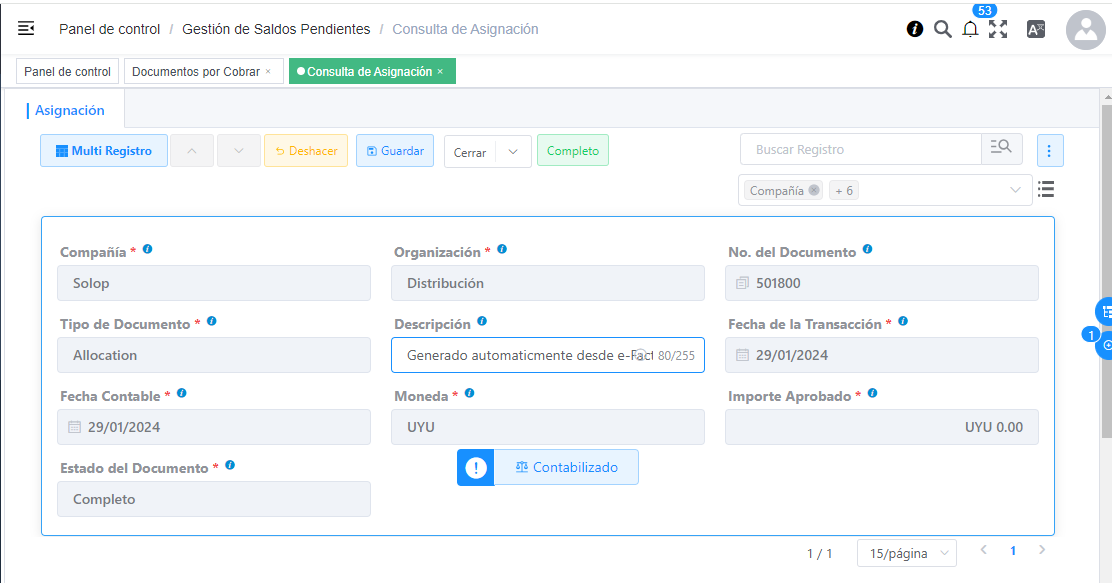 53
Panel de control / Gestión de Saldos Pendientes / Consulta de Asignación
Panel de control Documentos por Cobrar × Consulta de Asignación ×
Asignación
Multi Registro Deshacer Guardar Cerrar Completo Buscar Registro
Compañía + 6
Compañía * Organización * No. del Documento
Solop Distribución 501800
Tipo de Documento * Descripción Fecha de la Transacción *
Allocation Generado automaticmente desde e-Fact 80/255 29/01/2024
1
Fecha Contable * Moneda * Importe Aprobado *
29/01/2024 UYU UYU 0.00
Estado del Documento * Contabilizado
Completo
1 / 1 15/página 1